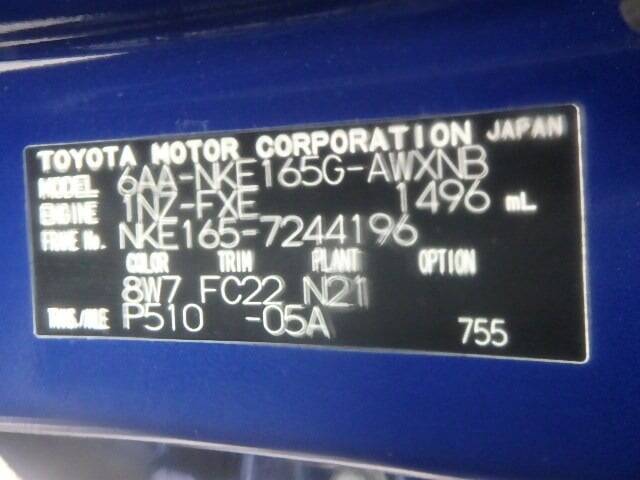 TOYOTA MOTOR CORPORATION JAPAN
MODEL 6AA-NKE165G-AWXNB
ENGINE 1NZ-FXE 1496 mL
FRAME No. NKE165-7244196
COLOR TRIM PLANT OPTION
8W7 FC22 N21
TRANS/AXLE P510 -05A 755